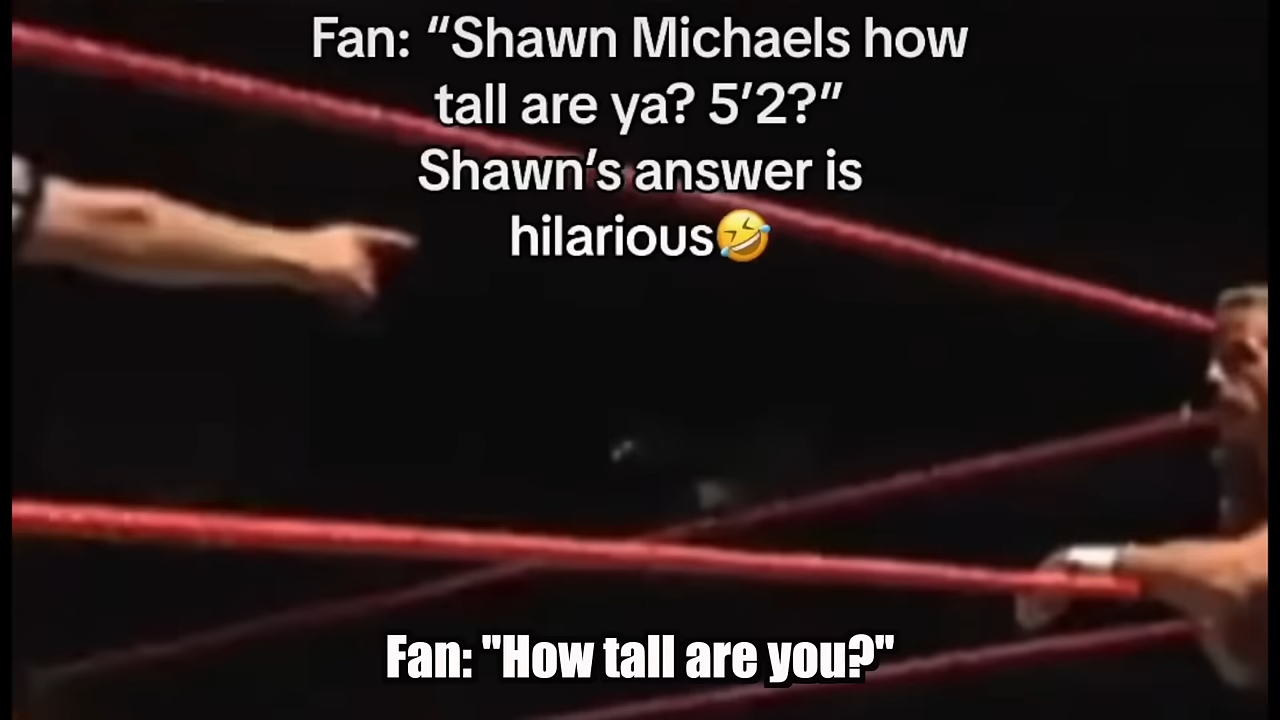 Fan: “Shawn Michaels how
tall are ya? 5’2?”
Shawn’s answer is
hilarious🤣
Fan: "How tall are you?"